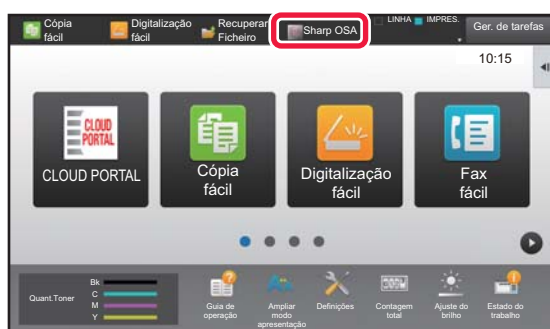 Cópia
fácil
Digitalização
fácil
Recuperar
Ficheiro
Sharp OSA
LINHA
IMPRES.
Ger. de tarefas
10:15
CLOUD
PORTAL
CLOUD PORTAL
Cópia
fácil
Digitalização
fácil
Fax
fácil
Quant.Toner
Bk
C
M
Y
Guia de
operação
Ampliar
modo
apresentação
Definições
Contagem
total
Ajuste do
brilho
Estado do
trabalho